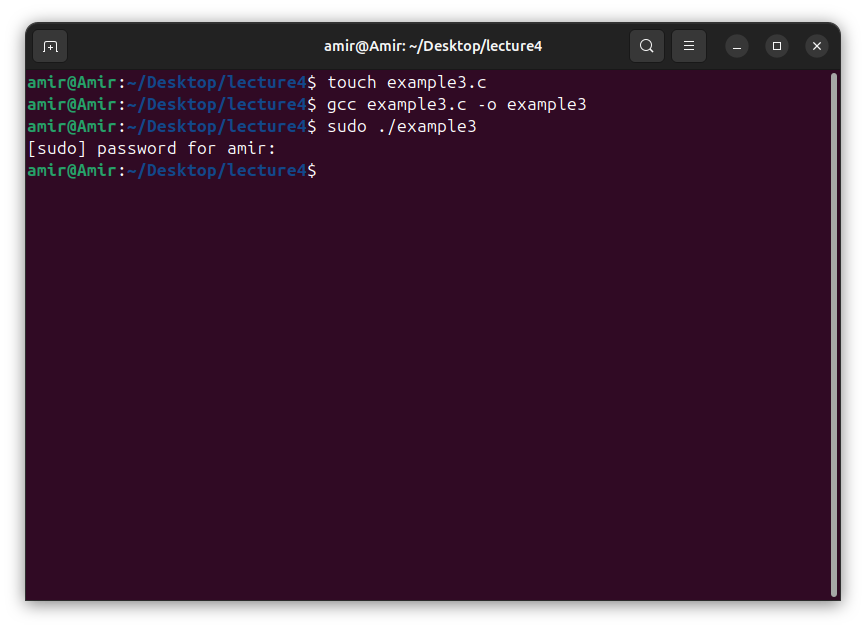 amir@Amir: ~/Desktop/lecture4
amir@Amir:~/Desktop/lecture4$ touch example3.c
amir@Amir:~/Desktop/lecture4$ gcc example3.c -o example3
amir@Amir:~/Desktop/lecture4$ sudo ./example3
[sudo] password for amir:
amir@Amir:~/Desktop/lecture4$